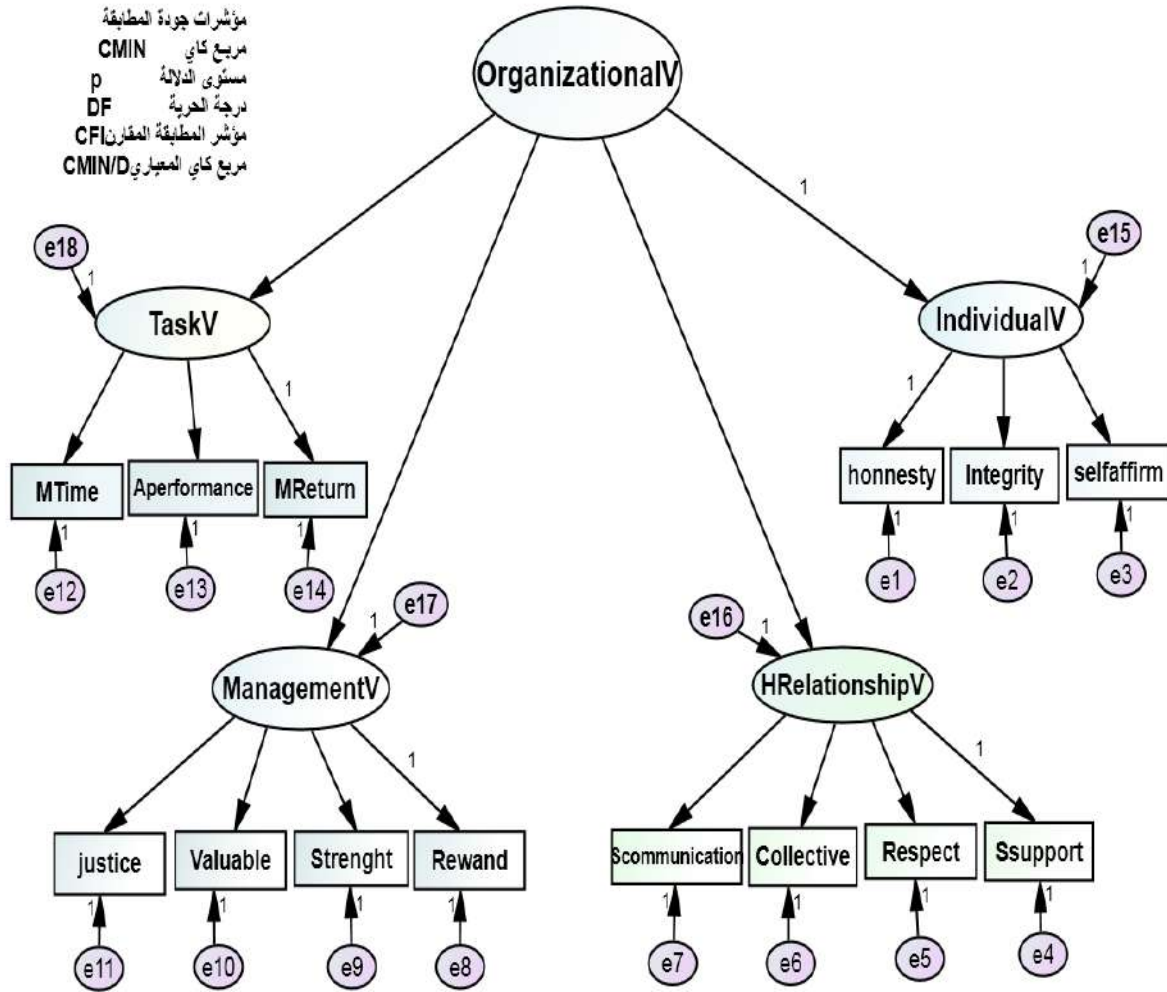 مؤشرات جودة المطابقة
مربع كاي CMIN
مستوى الدلالة p
درجة الحرية DF
مؤشر المطابقة المقارن CFI
مربع كاي المعياري CMIN/D
OrganizationalV
1
e18
1
TaskV
e15
1
IndividualV
1
1
MTime
Aperformance
MReturn
honnesty
Integrity
selfaffirm
1
1
1
1
1
1
e12
e13
e14
e1
e2
e3
e17
1
ManagementV
e16
1
HRelationshipV
1
1
justice
Valuable
Strenght
Rewand
Scommunication
Collective
Respect
Ssupport
1
1
1
1
1
1
1
1
e11
e10
e9
e8
e7
e6
e5
e4